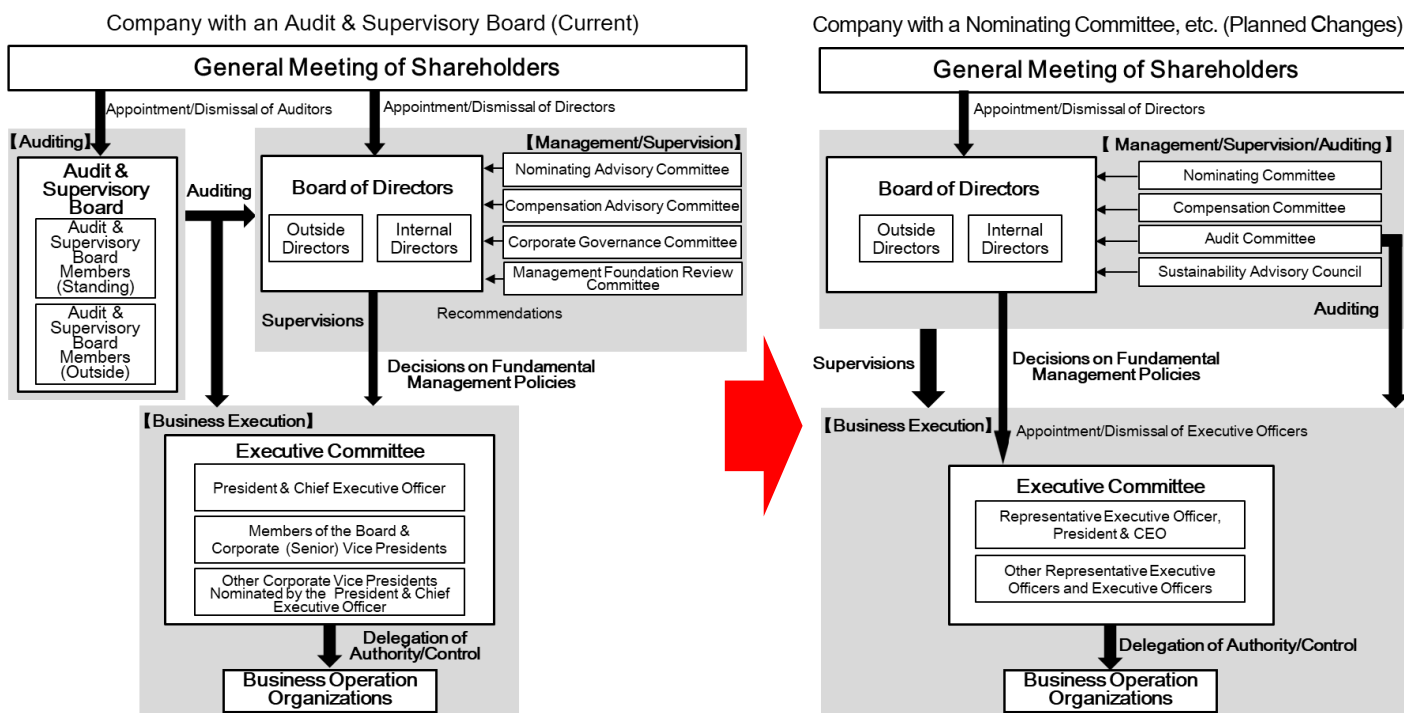 Company with an Audit & Supervisory Board (Current)
General Meeting of Shareholders
Appointment/Dismissal of Auditors
Appointment/Dismissal of Directors
【Auditing】
Audit &
Supervisory
Board
Audit &
Supervisory
Board
Members
(Standing)
Audit &
Supervisory
Board
Members
(Outside)
Auditing
【Management/Supervision】
Board of Directors
Outside
Directors
Internal
Directors
Nominating Advisory Committee
Compensation Advisory Committee
Corporate Governance Committee
Management Foundation Review
Committee
Recommendations
Supervisions
Decisions on Fundamental
Management Policies
【Business Execution】
Executive Committee
President & Chief Executive Officer
Members of the Board &
Corporate (Senior) Vice Presidents
Other Corporate Vice Presidents
Nominated by the President & Chief
Executive Officer
Delegation of
Authority/Control
Business Operation
Organizations
Company with a Nominating Committee, etc. (Planned Changes)
General Meeting of Shareholders
Appointment/Dismissal of Directors
【 Management/Supervision/Auditing 】
Board of Directors
Outside
Directors
Internal
Directors
Nominating Committee
Compensation Committee
Audit Committee
Sustainability Advisory Council
Auditing
Supervisions
Decisions on Fundamental
Management Policies
【Business Execution】
Appointment/Dismissal of Executive Officers
Executive Committee
Representative Executive Officer,
President & CEO
Other Representative Executive
Officers and Executive Officers
Delegation of Authority/Control
Business Operation
Organizations